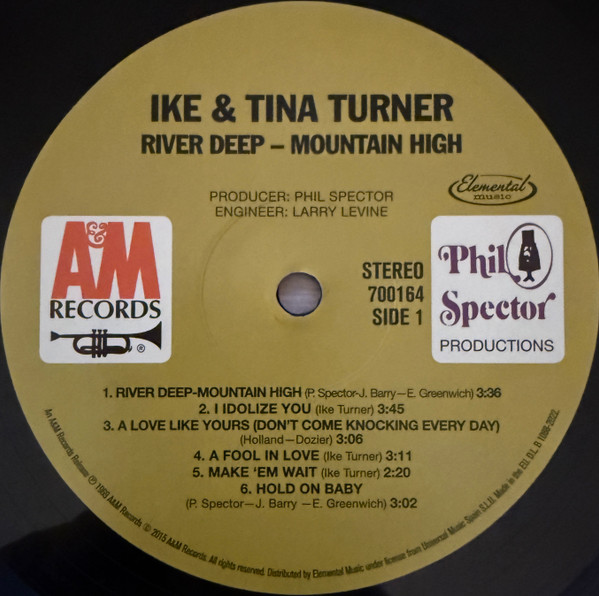 IKE & TINA TURNER
RIVER DEEP – MOUNTAIN HIGH
PRODUCER: PHIL SPECTOR
ENGINEER: LARRY LEVINE
Elemental
music
A&M
RECORDS
®
STEREO
700164
SIDE 1
Phil
Spector
PRODUCTIONS
1. RIVER DEEP-MOUNTAIN HIGH (P. Spector-J. Barry—E. Greenwich) 3:36
2. I IDOLIZE YOU (Ike Turner) 3:45
3. A LOVE LIKE YOURS (DON'T COME KNOCKING EVERY DAY)
(Holland—Dozier) 3:06
4. A FOOL IN LOVE (Ike Turner) 3:11
5. MAKE 'EM WAIT (Ike Turner) 2:20
6. HOLD ON BABY
(P. Spector—J. Barry —E. Greenwich) 3:02
An A&M Records Release ℗ A&M Records © 2015 A&M Records. All rights reserved. Distributed by Elemental Music under license from Universal Music Spain S.L.U. Made in the EU. D.L. B